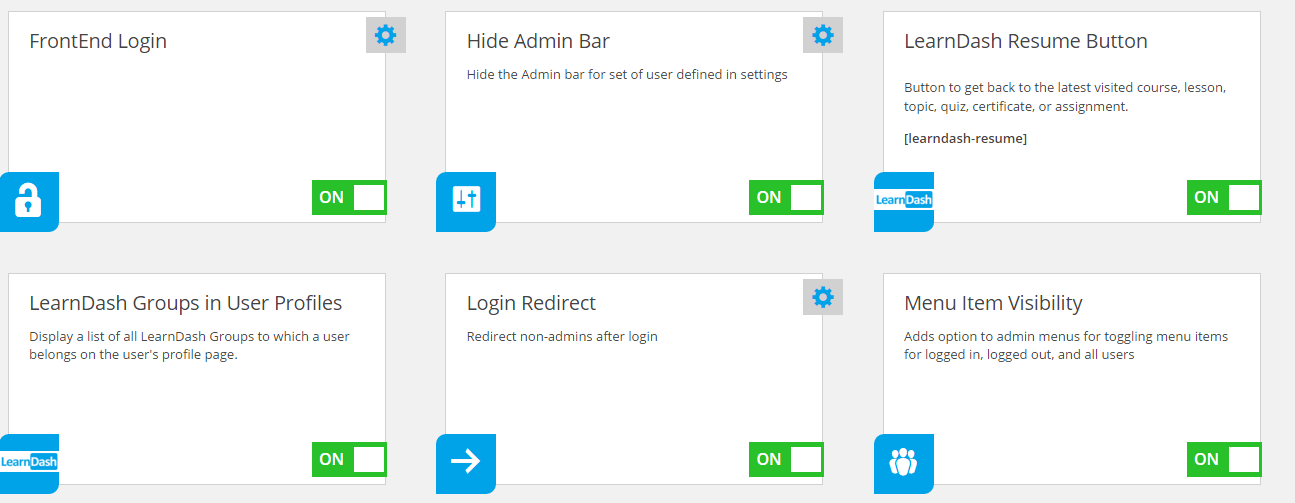 FrontEnd Login
ON
Hide Admin Bar
Hide the Admin bar for set of user defined in settings
ON
LearnDash Resume Button
Button to get back to the latest visited course, lesson,
topic, quiz, certificate, or assignment.
[learndash-resume]
LearnDash
ON
LearnDash Groups in User Profiles
Display a list of all LearnDash Groups to which a user
belongs on the user's profile page.
LearnDash
ON
Login Redirect
Redirect non-admins after login
ON
Menu Item Visibility
Adds option to admin menus for toggling menu items
for logged in, logged out, and all users
ON